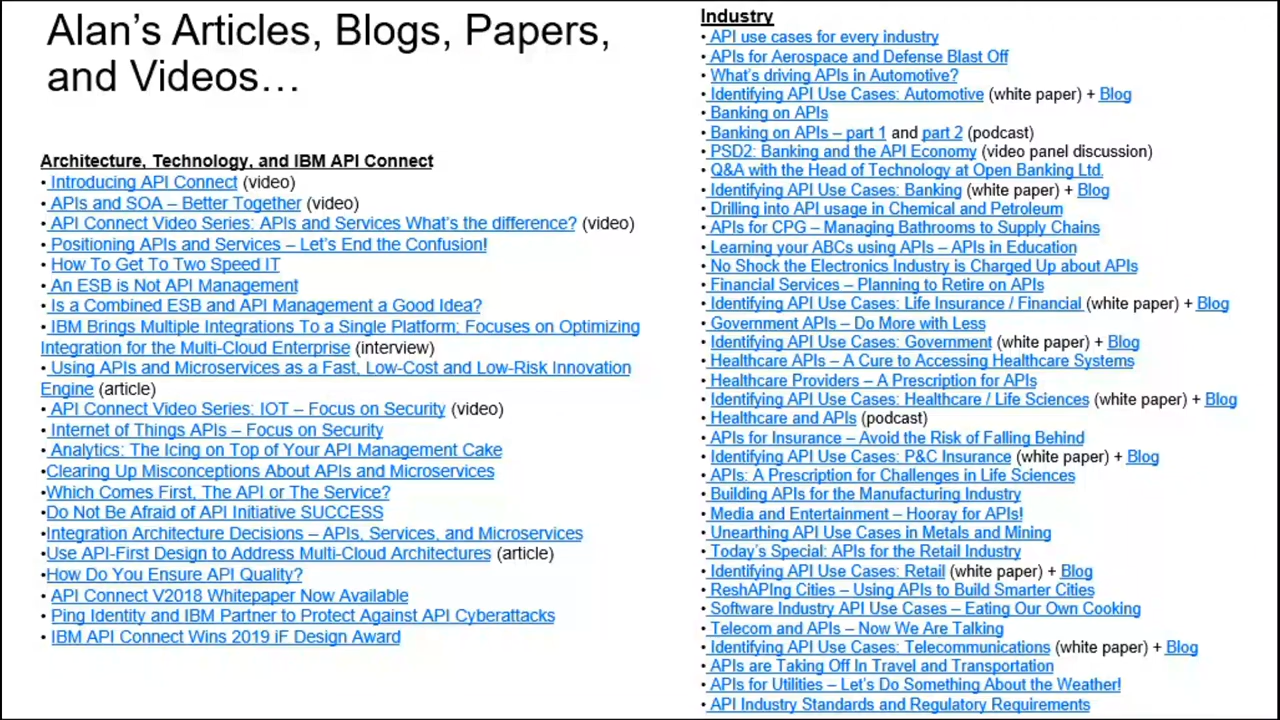 Alan's Articles, Blogs, Papers,
and Videos…
Architecture, Technology, and IBM API Connect
• Introducing API Connect (video)
• APIs and SOA – Better Together (video)
• API Connect Video Series: APIs and Services What's the difference? (video)
• Positioning APIs and Services – Let's End the Confusion!
• How To Get To Two Speed IT
• An ESB is Not API Management
• Is a Combined ESB and API Management a Good Idea?
• IBM Brings Multiple Integrations To a Single Platform; Focuses on Optimizing
Integration for the Multi-Cloud Enterprise (interview)
• Using APIs and Microservices as a Fast, Low-Cost and Low-Risk Innovation
Engine (article)
• API Connect Video Series: IOT – Focus on Security (video)
• Internet of Things APIs – Focus on Security
• Analytics: The Icing on Top of Your API Management Cake
•Clearing Up Misconceptions About APIs and Microservices
•Which Comes First, The API or The Service?
•Do Not Be Afraid of API Initiative SUCCESS
•Integration Architecture Decisions – APIs, Services, and Microservices
•Use API-First Design to Address Multi-Cloud Architectures (article)
•How Do You Ensure API Quality?
• API Connect V2018 Whitepaper Now Available
• Ping Identity and IBM Partner to Protect Against API Cyberattacks
• IBM API Connect Wins 2019 iF Design Award
Industry
• API use cases for every industry
• APIs for Aerospace and Defense Blast Off
• What's driving APIs in Automotive?
• Identifying API Use Cases: Automotive (white paper) + Blog
• Banking on APIs
• Banking on APIs – part 1 and part 2 (podcast)
• PSD2: Banking and the API Economy (video panel discussion)
• Q&A with the Head of Technology at Open Banking Ltd.
• Identifying API Use Cases: Banking (white paper) + Blog
• Drilling into API usage in Chemical and Petroleum
• APIs for CPG – Managing Bathrooms to Supply Chains
• Learning your ABCs using APIs – APIs in Education
• No Shock the Electronics Industry is Charged Up about APIs
• Financial Services – Planning to Retire on APIs
• Identifying API Use Cases: Life Insurance / Financial (white paper) + Blog
• Government APIs – Do More with Less
• Identifying API Use Cases: Government (white paper) + Blog
• Healthcare APIs – A Cure to Accessing Healthcare Systems
• Healthcare Providers – A Prescription for APIs
• Identifying API Use Cases: Healthcare / Life Sciences (white paper) + Blog
• Healthcare and APIs (podcast)
• APIs for Insurance – Avoid the Risk of Falling Behind
• Identifying API Use Cases: P&C Insurance (white paper) + Blog
• APIs: A Prescription for Challenges in Life Sciences
• Building APIs for the Manufacturing Industry
• Media and Entertainment – Hooray for APIs!
• Unearthing API Use Cases in Metals and Mining
• Today's Special: APIs for the Retail Industry
• Identifying API Use Cases: Retail (white paper) + Blog
• ReshAPIng Cities – Using APIs to Build Smarter Cities
• Software Industry API Use Cases – Eating Our Own Cooking
• Telecom and APIs – Now We Are Talking
• Identifying API Use Cases: Telecommunications (white paper) + Blog
• APIs are Taking Off In Travel and Transportation
• APIs for Utilities – Let's Do Something About the Weather!
• API Industry Standards and Regulatory Requirements